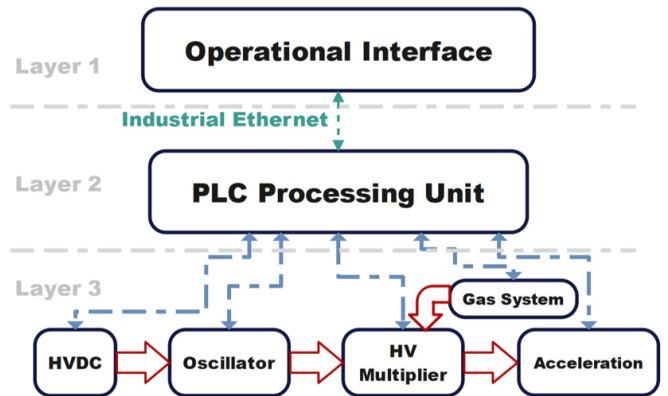 Operational Interface
Layer 1
Industrial Ethernet
Layer 2
PLC Processing Unit
Layer 3
Gas System
HVDC
Oscillator
HV
Multiplier
Acceleration